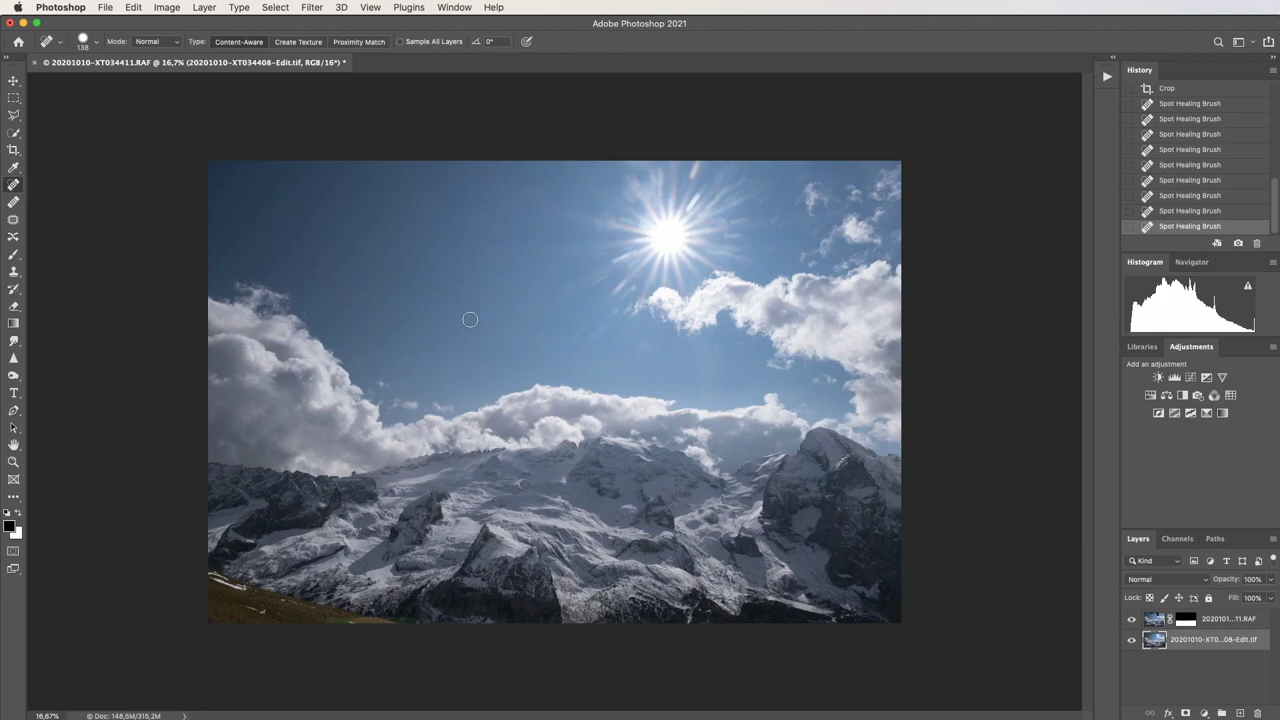 Photoshop File Edit Image Layer Type Select Filter 3D View Plugins Window Help
Adobe Photoshop 2021
138 Mode: Normal Type: Content-Aware Create Texture Proximity Match Sample All Layers 0°
© 20201010-XT034411.RAF @ 16,7% (20201010-XT034408-Edit.tif, RGB/16*) *
History
Crop
Spot Healing Brush
Spot Healing Brush
Spot Healing Brush
Spot Healing Brush
Spot Healing Brush
Spot Healing Brush
Spot Healing Brush
Spot Healing Brush
Spot Healing Brush
Histogram Navigator
Libraries Adjustments
Add an adjustment
Layers Channels Paths
Kind
Normal Opacity: 100%
Lock: Fill: 100%
2020101...11.RAF
20201010-XT0...08-Edit.tif
16,67% © Doc: 148,5M/315,2M